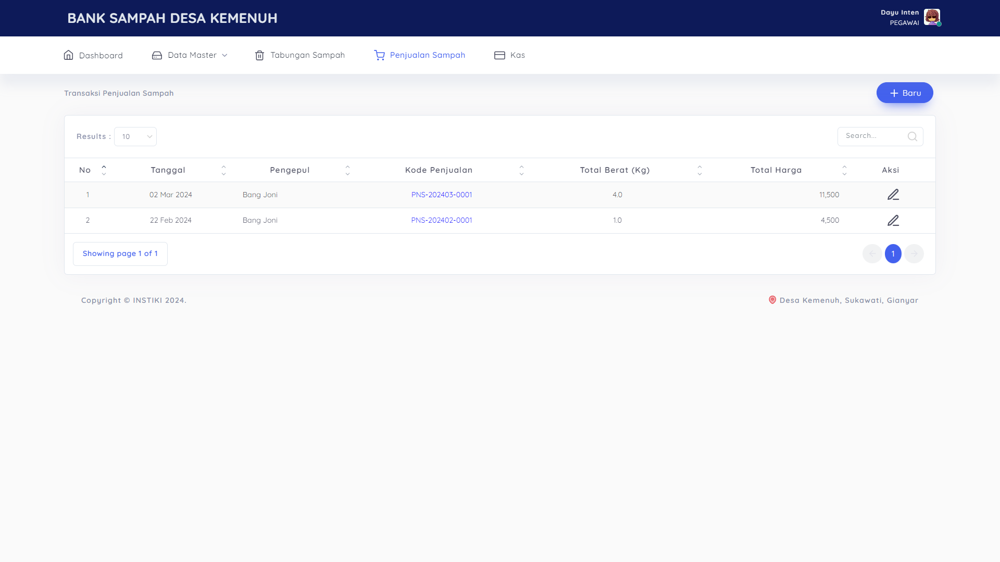 BANK SAMPAH DESA KEMENUH
Dayu Inten
PEGAWAI
Dashboard
Data Master
Tabungan Sampah
Penjualan Sampah
Kas
Transaksi Penjualan Sampah
Baru
Results : 10
Search...
No Tanggal Pengepul Kode Penjualan Total Berat (Kg) Total Harga Aksi
1 02 Mar 2024 Bang Joni PNS-202403-0001 4.0 11,500
2 22 Feb 2024 Bang Joni PNS-202402-0001 1.0 4,500
Showing page 1 of 1
1
Copyright © INSTIKI 2024.
Desa Kemenuh, Sukawati, Gianyar